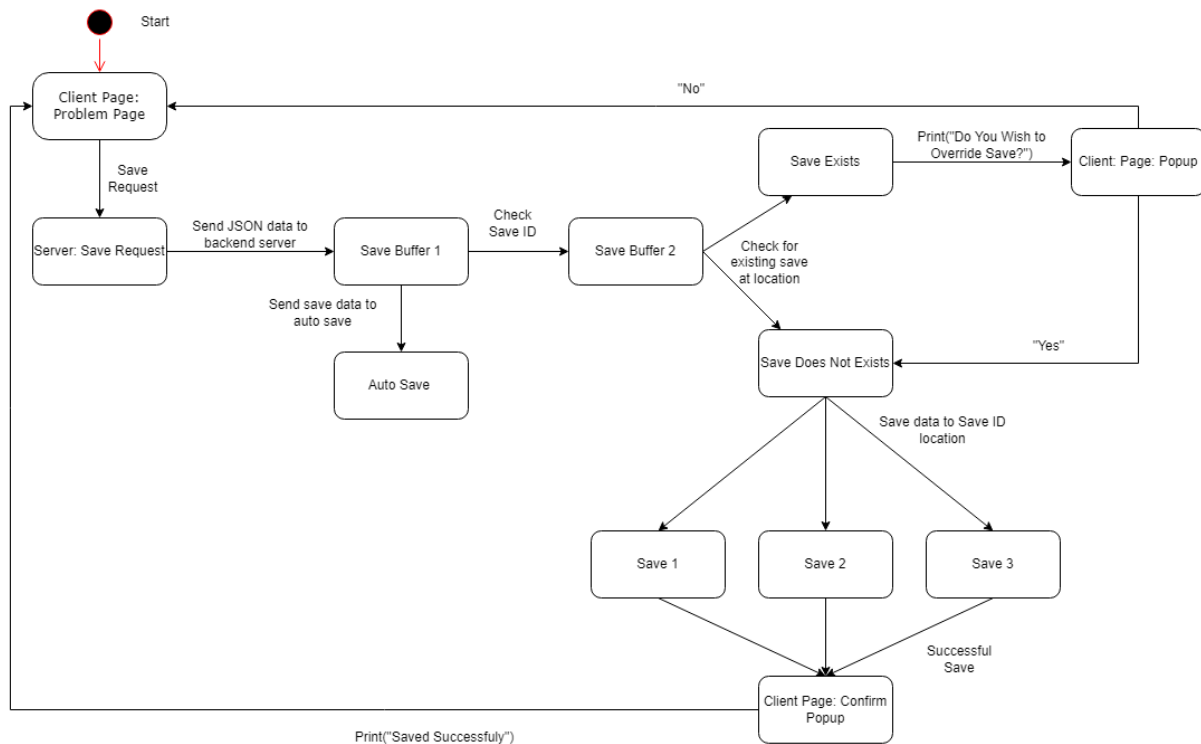 Start
Client Page:
Problem Page
"No"
Save
Request
Save Exists
Print("Do You Wish to
Override Save?")
Client: Page: Popup
Server: Save Request
Send JSON data to
backend server
Save Buffer 1
Check
Save ID
Save Buffer 2
Check for
existing save
at location
Send save data to
auto save
Auto Save
Save Does Not Exists
"Yes"
Save data to Save ID
location
Save 1
Save 2
Save 3
Successful
Save
Client Page: Confirm
Popup
Print("Saved Successfuly")